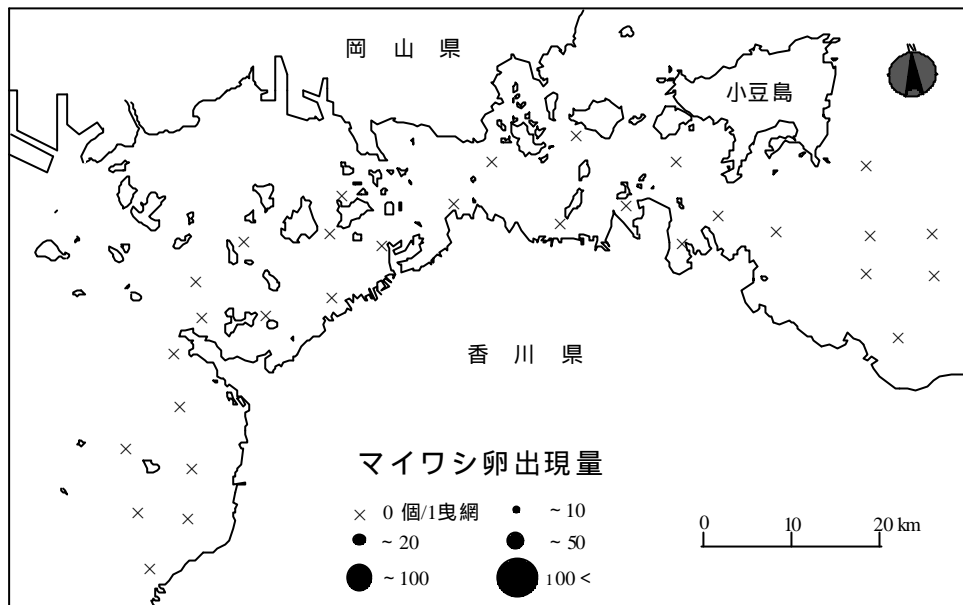 岡山県
小豆島
香川県
マイワシ卵出現量
× 0 個/1曳網 ~10
~20 ~50
~100 100<
0 10 20 km